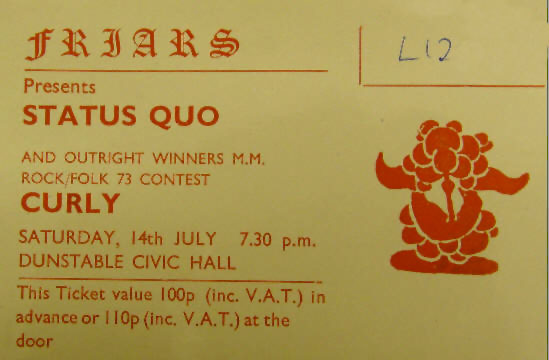 FRIARS
L12
Presents
STATUS QUO
AND OUTRIGHT WINNERS M.M.
ROCK/FOLK 73 CONTEST
CURLY
SATURDAY, 14th JULY 7.30 p.m.
DUNSTABLE CIVIC HALL
This Ticket value 100p (inc. V.A.T.) in
advance or 110p (inc. V.A.T.) at the
door